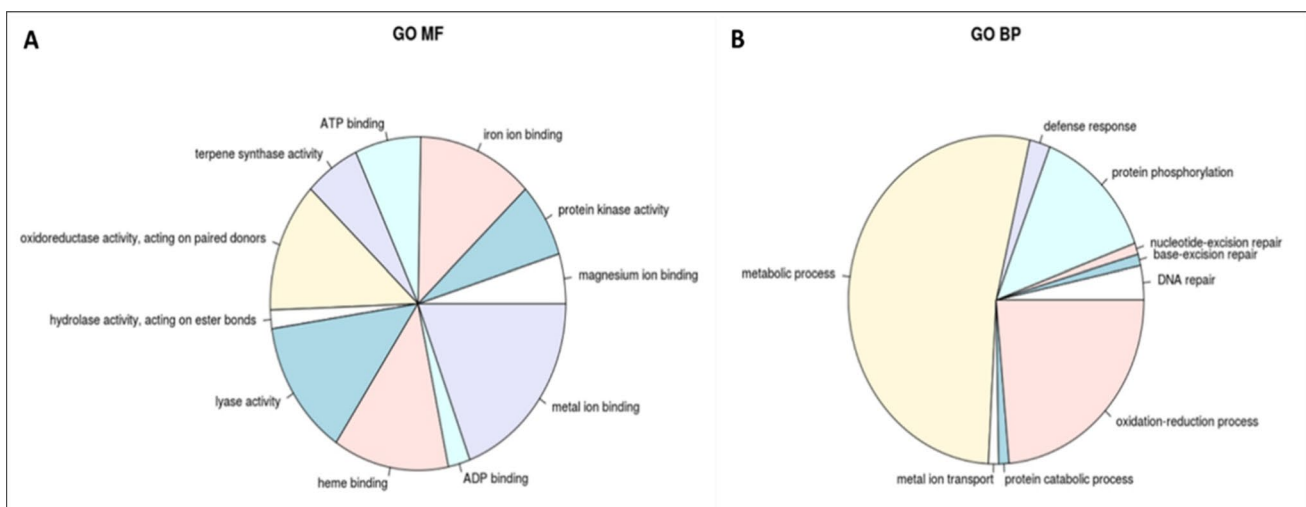 A
GO MF
ATP binding
iron ion binding
terpene synthase activity
protein kinase activity
oxidoreductase activity, acting on paired donors
magnesium ion binding
hydrolase activity, acting on ester bonds
lyase activity
metal ion binding
heme binding
ADP binding
B
GO BP
defense response
protein phosphorylation
nucleotide-excision repair
base-excision repair
metabolic process
DNA repair
oxidation-reduction process
metal ion transport
protein catabolic process